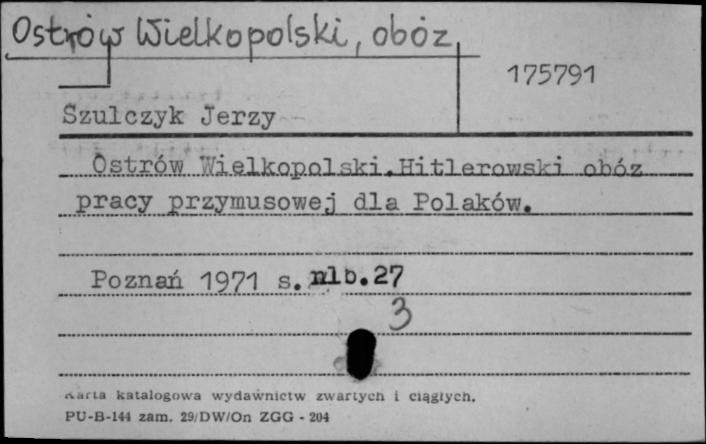 Ostrów Wielkopolski, obóz
175791
Szulczyk Jerzy
Ostrów Wielkopolski. Hitlerowski obóz
pracy przymusowej dla Polaków.
Poznań 1971 s. nlb. 27
3
Karta katalogowa wydawnictw zwartych i ciągłych.
PU-B-144 zam. 29/DW/On ZGG - 204